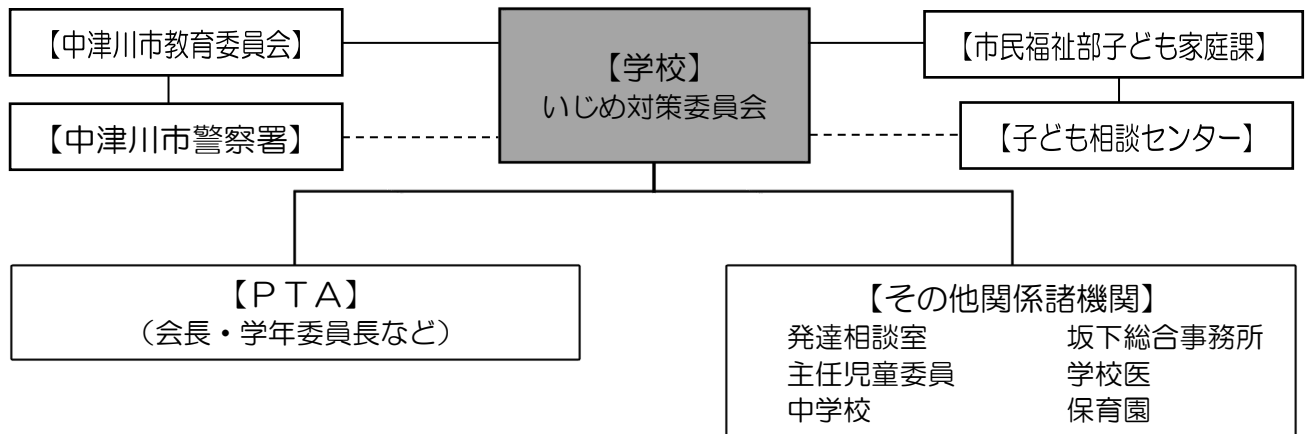 【中津川市教育委員会】
【学校】
いじめ対策委員会
【市民福祉部子ども家庭課】
【中津川市警察署】
【子ども相談センター】
【ＰＴＡ】
（会長・学年委員長など）
【その他関係諸機関】
発達相談室 坂下総合事務所
主任児童委員 学校医
中学校 保育園